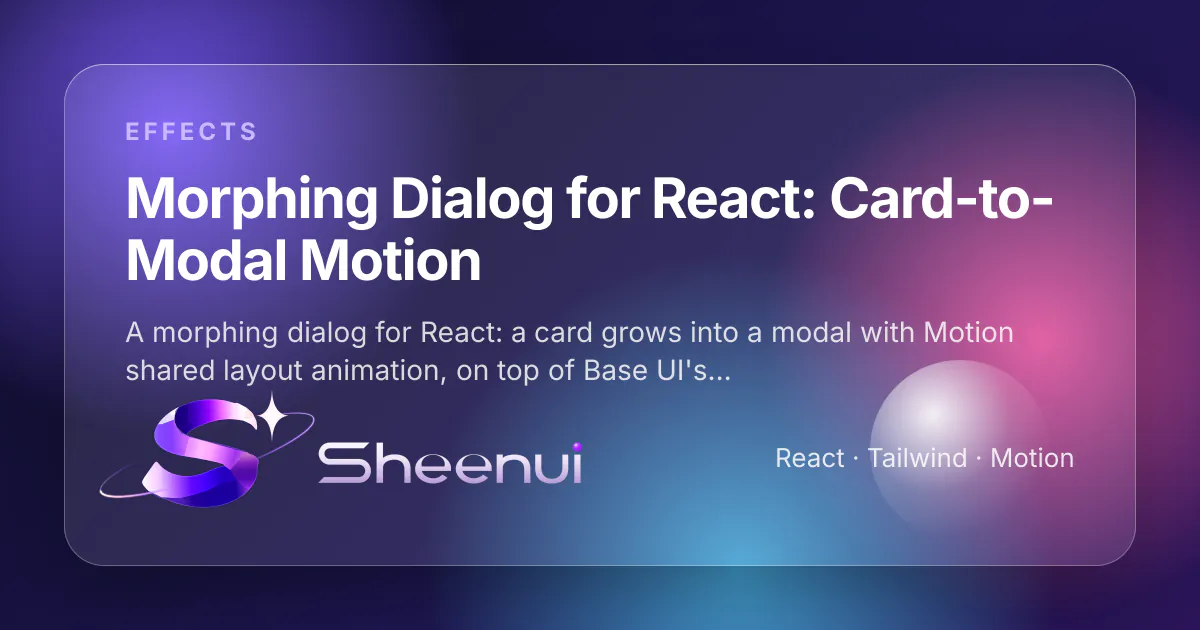 EFFECTS
Morphing Dialog for React: Card-to-
Modal Motion
A morphing dialog for React: a card grows into a modal with Motion
shared layout animation, on top of Base UI's...
Sheenui
React · Tailwind · Motion